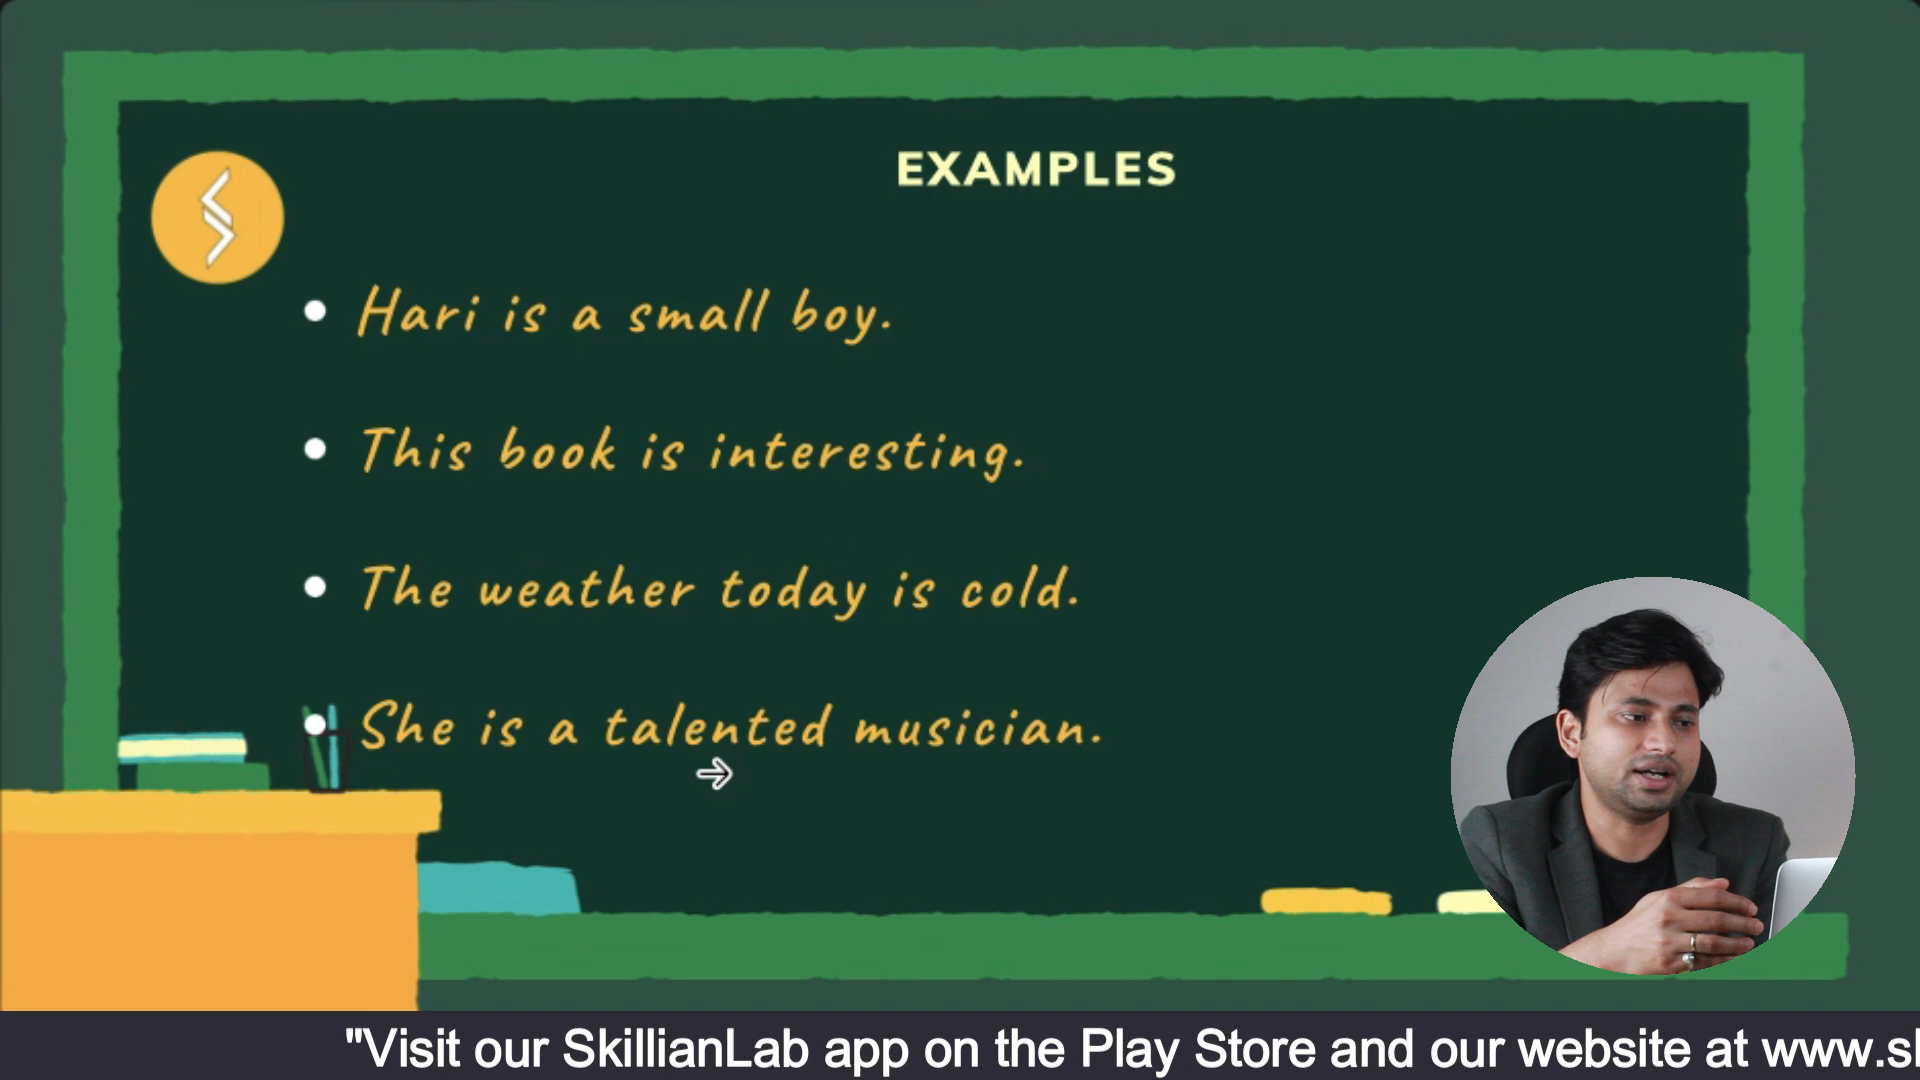 EXAMPLES
Hari is a small boy.
This book is interesting.
The weather today is cold.
She is a talented musician.
"Visit our SkillianLab app on the Play Store and our website at